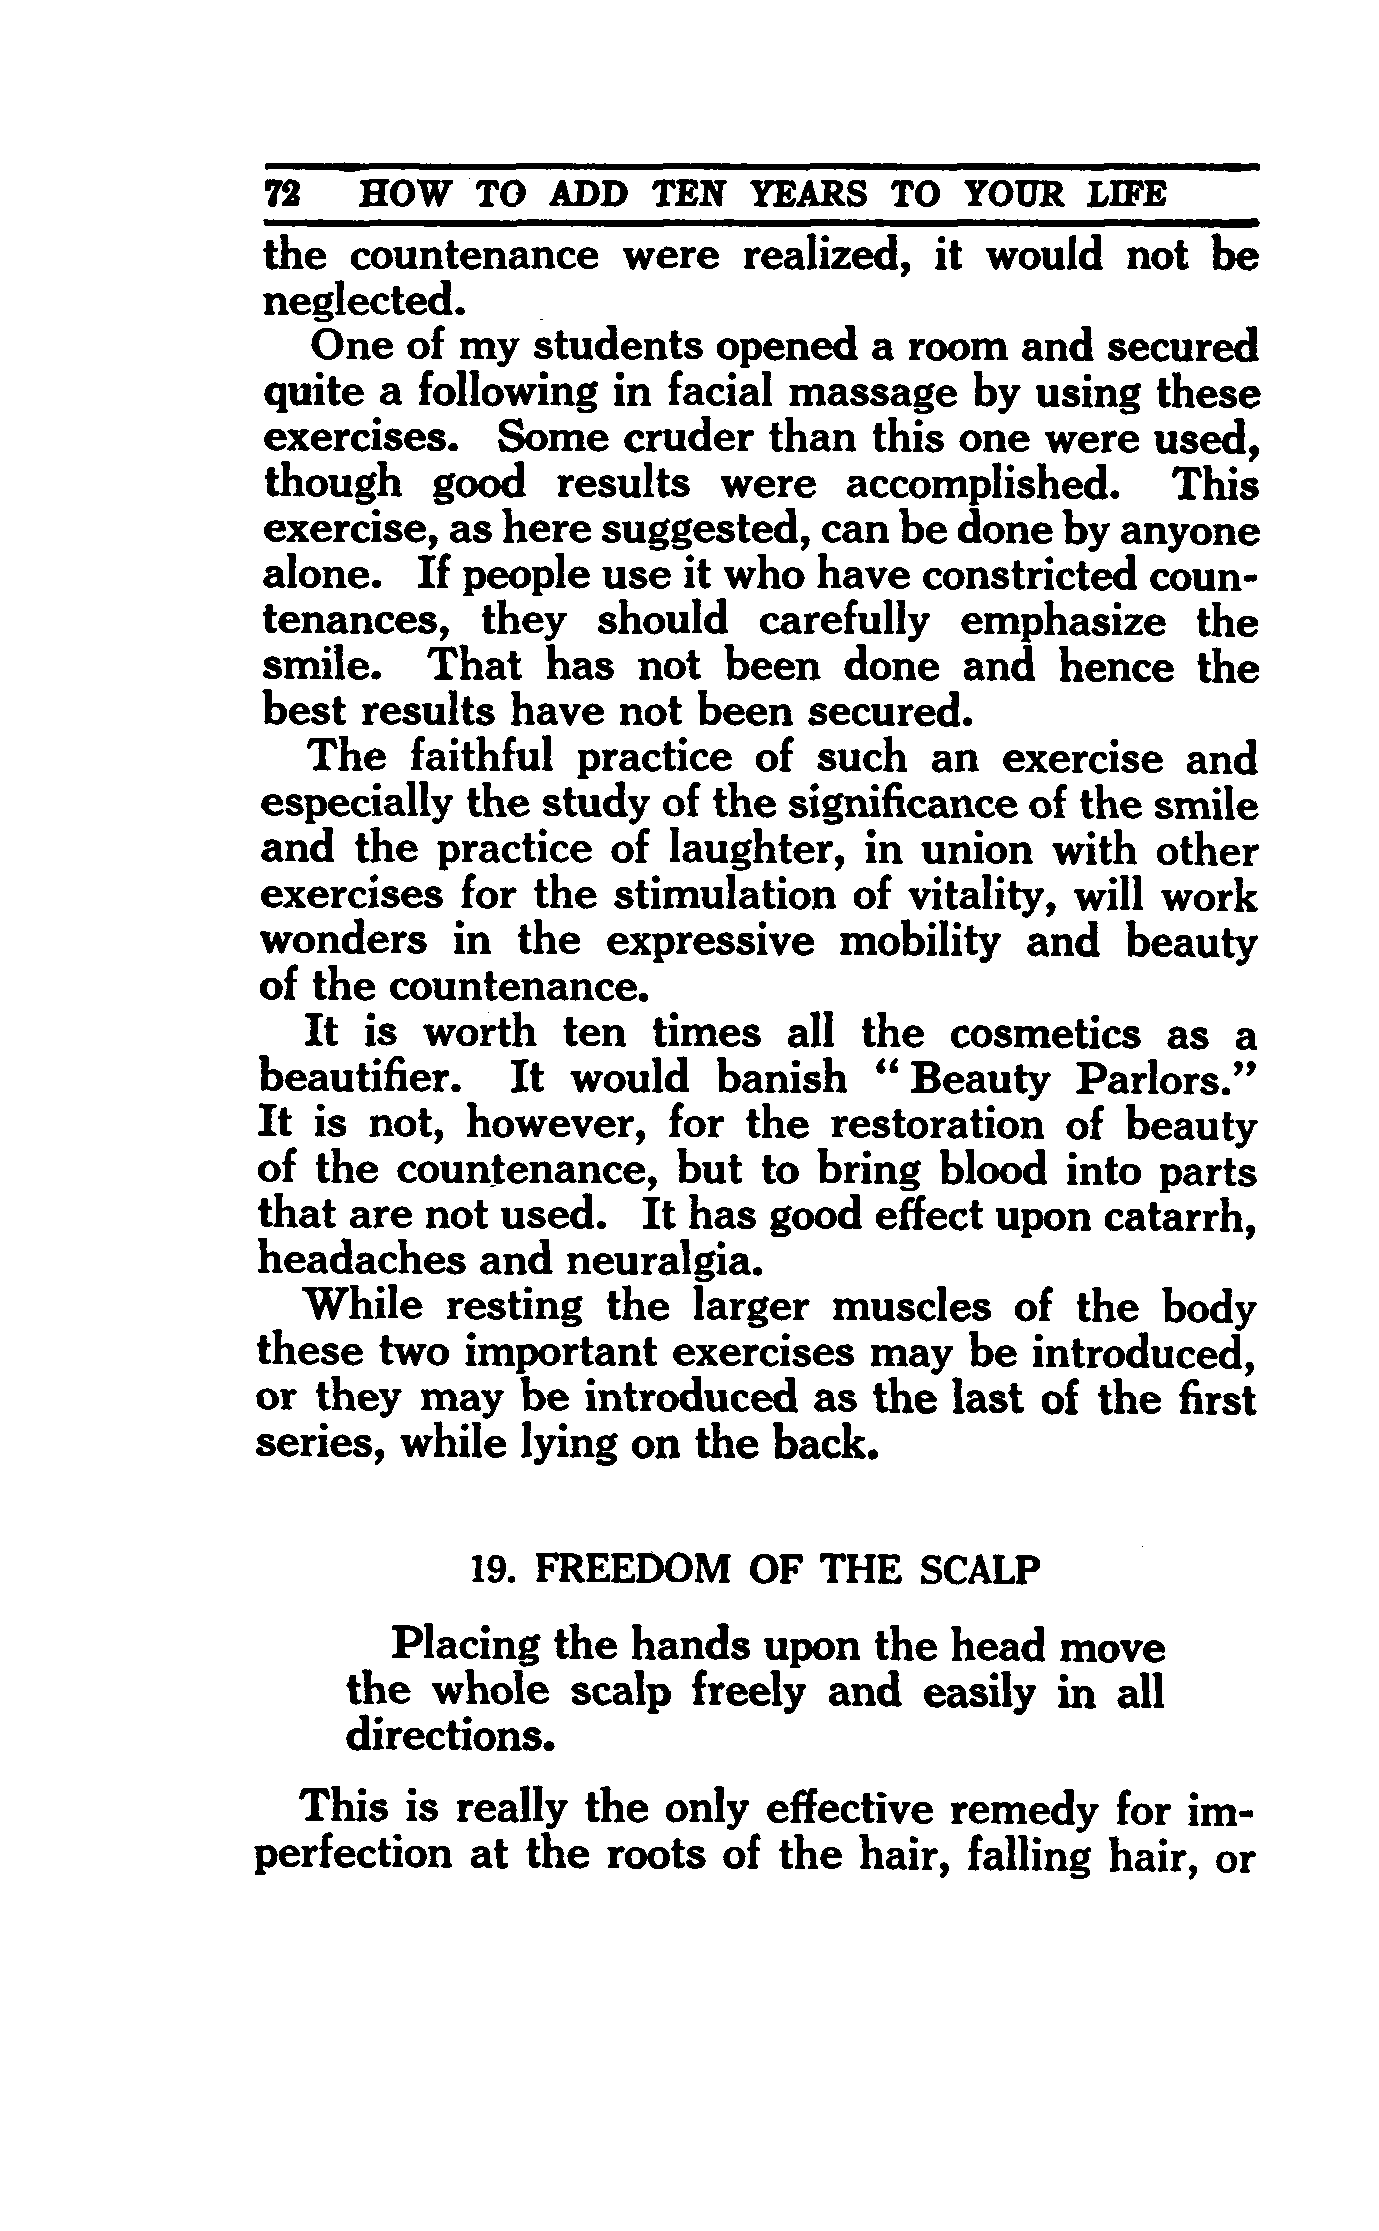 72 HOW TO ADD TEN YEARS TO YOUR LIFE
the countenance were realized, it would not be
neglected.
One of my students opened a room and secured
quite a following in facial massage by using these
exercises. Some cruder than this one were used,
though good results were accomplished. This
exercise, as here suggested, can be done by anyone
alone. If people use it who have constricted coun-
tenances, they should carefully emphasize the
smile. That has not been done and hence the
best results have not been secured.
The faithful practice of such an exercise and
especially the study of the significance of the smile
and the practice of laughter, in union with other
exercises for the stimulation of vitality, will work
wonders in the expressive mobility and beauty
of the countenance.
It is worth ten times all the cosmetics as a
beautifier. It would banish “Beauty Parlors.”
It is not, however, for the restoration of beauty
of the countenance, but to bring blood into parts
that are not used. It has good effect upon catarrh,
headaches and neuralgia.
While resting the larger muscles of the body
these two important exercises may be introduced,
or they may be introduced as the last of the first
series, while lying on the back.
19. FREEDOM OF THE SCALP
Placing the hands upon the head move
the whole scalp freely and easily in all
directions.
This is really the only effective remedy for im-
perfection at the roots of the hair, falling hair, or